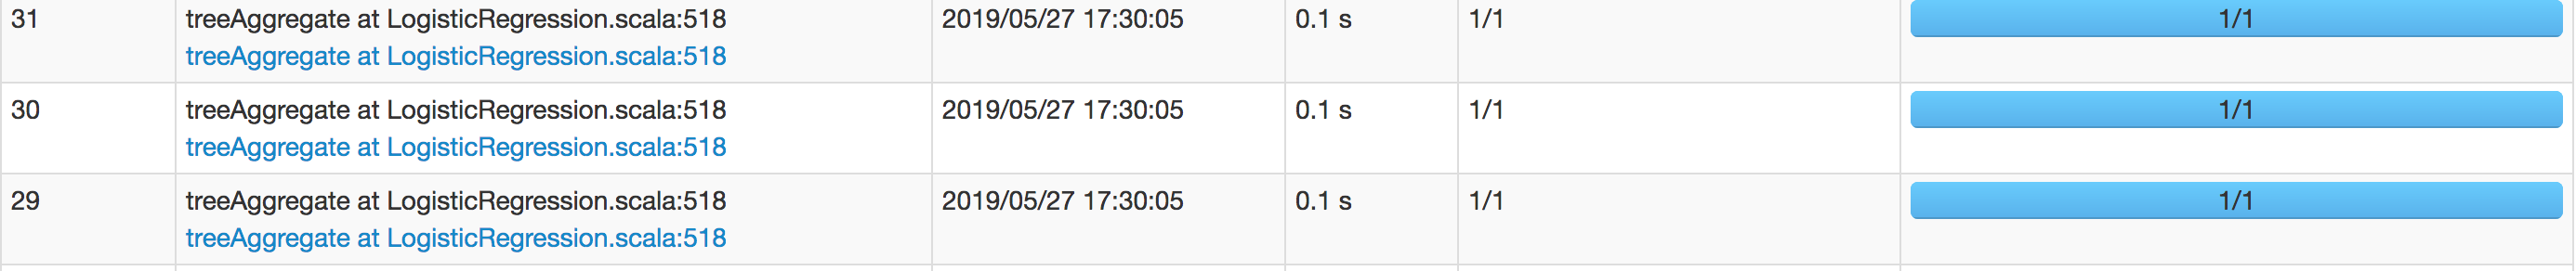 31 treeAggregate at LogisticRegression.scala:518 2019/05/27 17:30:05 0.1 s 1/1 1/1
treeAggregate at LogisticRegression.scala:518
30 treeAggregate at LogisticRegression.scala:518 2019/05/27 17:30:05 0.1 s 1/1 1/1
treeAggregate at LogisticRegression.scala:518
29 treeAggregate at LogisticRegression.scala:518 2019/05/27 17:30:05 0.1 s 1/1 1/1
treeAggregate at LogisticRegression.scala:518